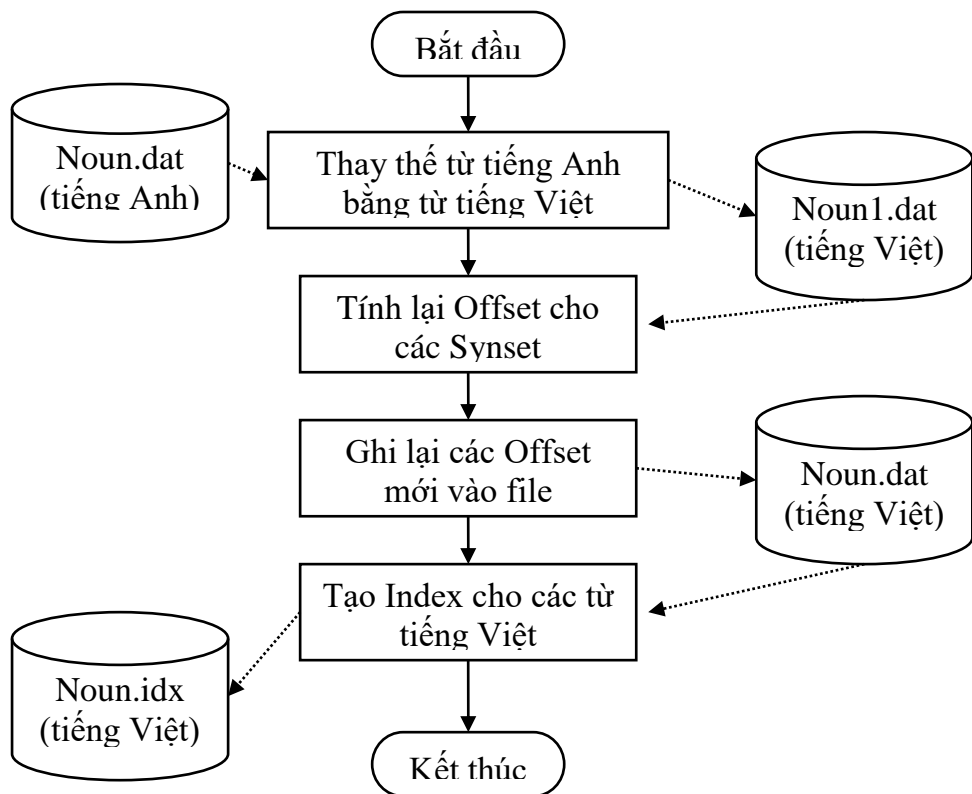 Bắt đầu
Noun.dat
(tiếng Anh)
Thay thế từ tiếng Anh
bằng từ tiếng Việt
Noun1.dat
(tiếng Việt)
Tính lại Offset cho
các Synset
Ghi lại các Offset
mới vào file
Noun.dat
(tiếng Việt)
Tạo Index cho các từ
tiếng Việt
Noun.idx
(tiếng Việt)
Kết thúc